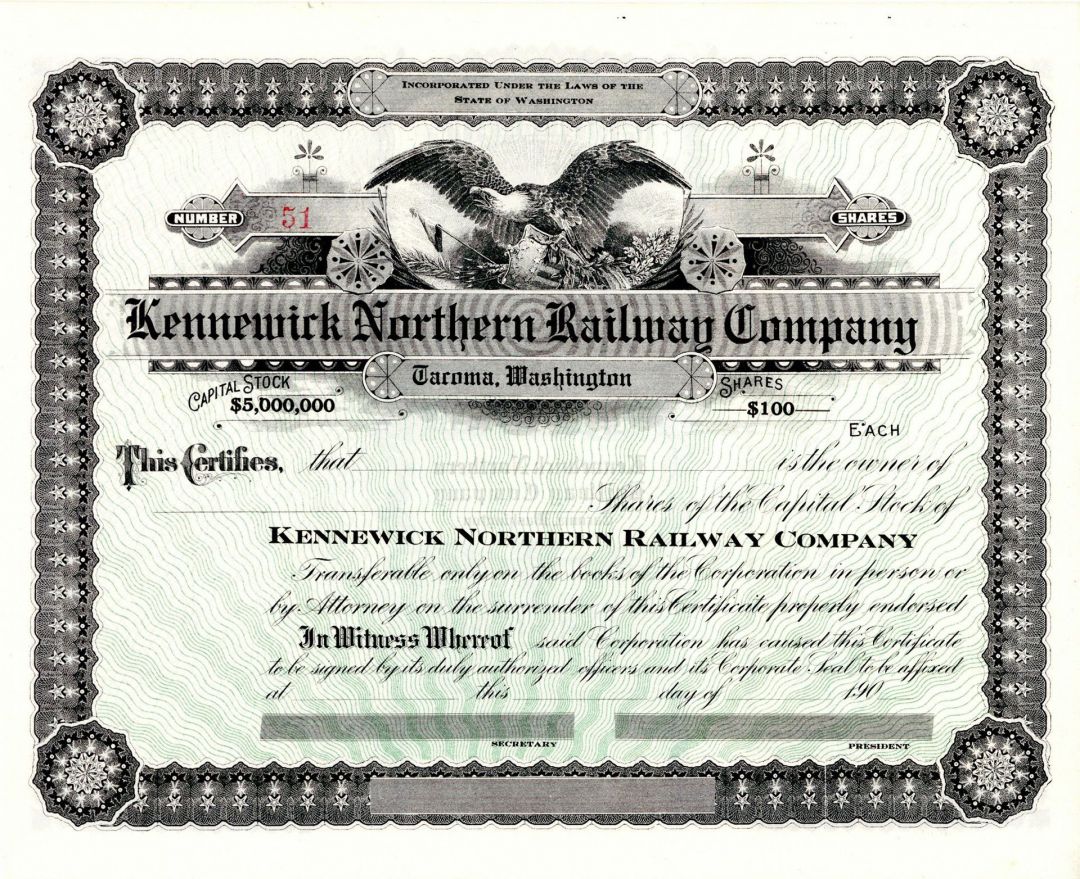 INCORPORATED UNDER THE LAWS OF THE
STATE OF WASHINGTON
NUMBER 51 SHARES
Kennewick Northern Railway Company
Tacoma, Washington
CAPITAL STOCK
$5,000,000
SHARES
$100
EACH
This Certifies, that is the owner of
Shares of the Capital Stock of
KENNEWICK NORTHERN RAILWAY COMPANY
Transferable only on the books of the Corporation in person or
by Attorney on the surrender of this Certificate properly endorsed
In Witness Whereof said Corporation has caused this Certificate
to be signed by its duly authorized officers and its Corporate Seal to be affixed
at this day of 190
SECRETARY PRESIDENT